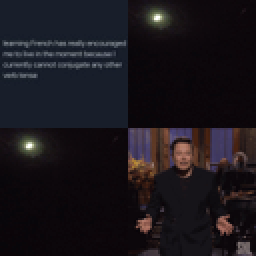 learning French has really encouraged
me to live in the moment because I
currently cannot conjugate any other
verb tense